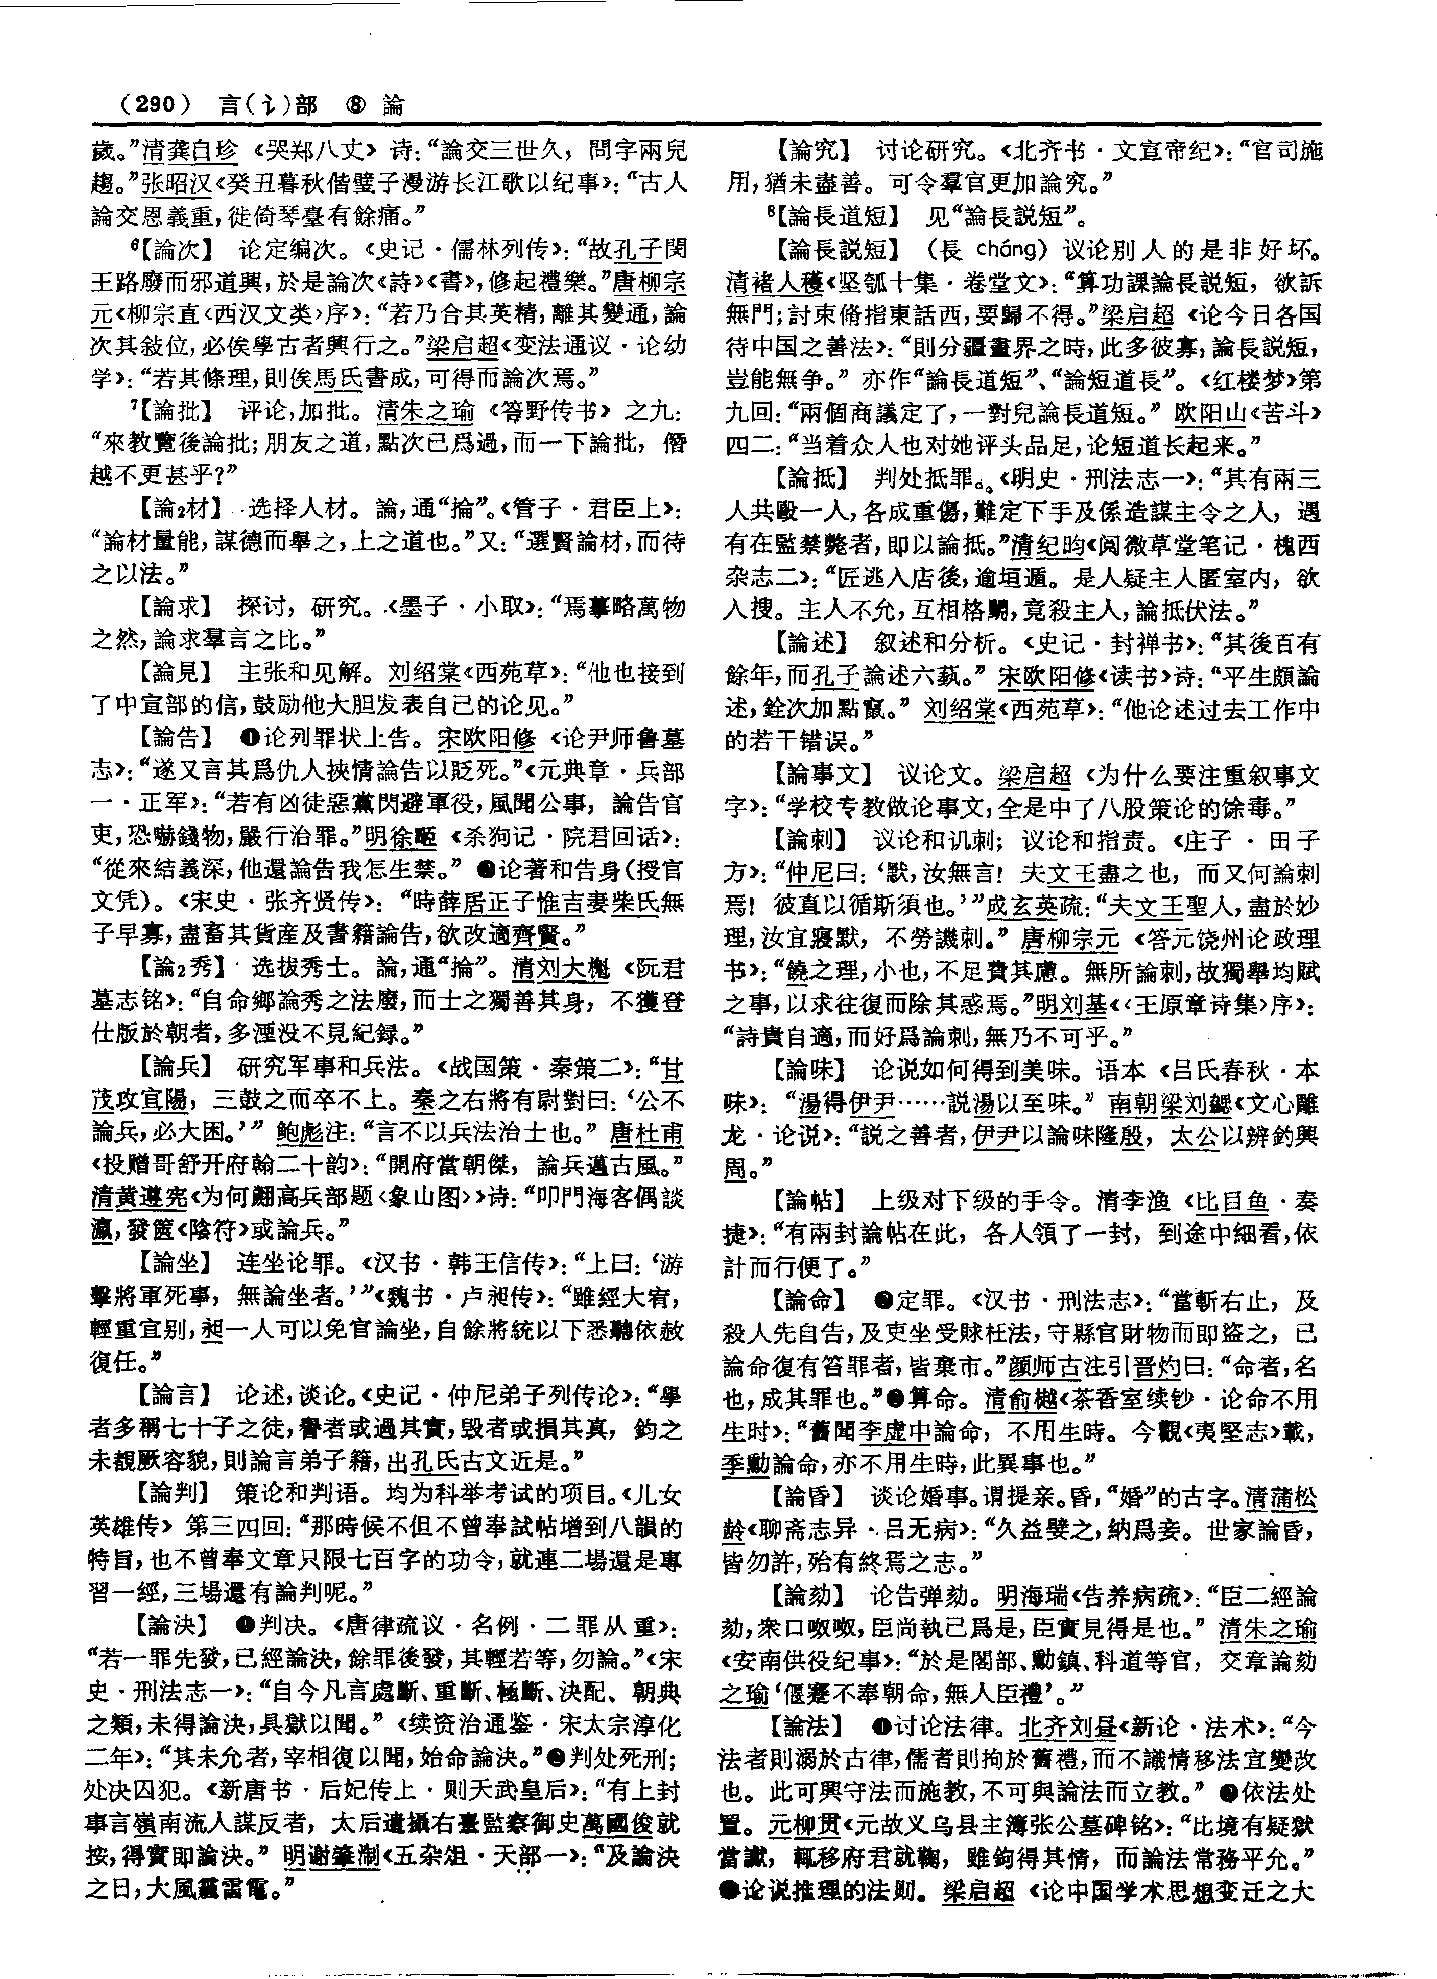 （290） 言(讠)部 ⑧ 論
歲。”清龚自珍《哭郑八丈》诗：“論交三世久，問字兩兒
趨。”张昭汉《癸丑暮秋偕璧子漫游长江歌以纪事》：“古人
論交恩義重，徙倚琴臺有餘痛。”
⁶【論次】 论定编次。《史记·儒林列传》：“故孔子閔
王路廢而邪道興，於是論次《詩》《書》，修起禮樂。”唐柳宗
元《柳宗直〈西汉文类〉序》：“若乃合其英精，離其變通，論
次其敍位，必俟學古者興行之。”梁启超《变法通议·论幼
学》：“若其條理，則俟馬氏書成，可得而論次焉。”
⁷【論批】 评论，加批。清朱之瑜《答野传书》之九：
“來教覽後論批；朋友之道，點次已爲過，而一下論批，僭
越不更甚乎？”
【論₂材】 选择人材。論，通“掄”。《管子·君臣上》：
“論材量能，謀德而舉之，上之道也。”又：“選賢論材，而待
之以法。”
【論求】 探讨，研究。《墨子·小取》：“焉摹略萬物
之然，論求羣言之比。”
【論見】 主张和见解。刘绍棠《西苑草》：“他也接到
了中宣部的信，鼓励他大胆发表自己的论见。”
【論告】 ❶论列罪状上告。宋欧阳修《论尹师鲁墓
志》：“遂又言其爲仇人挾情論告以貶死。”《元典章·兵部
一·正军》：“若有凶徒惡黨閃避軍役，風聞公事，論告官
吏，恐嚇錢物，嚴行治罪。”明徐㽘《杀狗记·院君回话》：
“從來結義深，他還論告我怎生禁。” ❷论著和告身（授官
文凭）。《宋史·张齐贤传》：“時薛居正子惟吉妻柴氏無
子早寡，盡畜其貨産及書籍論告，欲改適齊賢。”
【論₂秀】 选拔秀士。論，通“掄”。清刘大櫆《阮君
墓志铭》：“自命鄉論秀之法廢，而士之獨善其身，不獲登
仕版於朝者，多湮没不見紀録。”
【論兵】 研究军事和兵法。《战国策·秦策二》：“甘
茂攻宜陽，三鼓之而卒不上。秦之右將有尉對曰：‘公不
論兵，必大困。’” 鲍彪注：“言不以兵法治士也。”唐杜甫
《投赠哥舒开府翰二十韵》：“開府當朝傑，論兵邁古風。”
清黄遵宪《为何翽高兵部题〈象山图〉》诗：“叩門海客偶談
瀛，發篋《陰符》或論兵。”
【論坐】 连坐论罪。《汉书·韩王信传》：“上曰：‘游
擊將軍死事，無論坐者。’”《魏书·卢昶传》：“雖經大宥，
輕重宜别，昶一人可以免官論坐，自餘將統以下悉聽依赦
復任。”
【論言】 论述，谈论。《史记·仲尼弟子列传论》：“學
者多稱七十子之徒，譽者或過其實，毁者或損其真，鈞之
未覩厥容貌，則論言弟子籍，出孔氏古文近是。”
【論判】 策论和判语。均为科举考试的项目。《儿女
英雄传》第三四回：“那時候不但不曾奉試帖增到八韻的
特旨，也不曾奉文章只限七百字的功令，就連二場還是專
習一經，三場還有論判呢。”
【論決】 ❶判决。《唐律疏议·名例·二罪从重》：
“若一罪先發，已經論決，餘罪後發，其輕若等，勿論。”《宋
史·刑法志一》：“自今凡言處斷、重斷、極斷、決配、朝典
之類，未得論決，具獄以聞。”《续资治通鉴·宋太宗淳化
二年》：“其未允者，宰相復以聞，始命論決。”❷判处死刑；
处决囚犯。《新唐书·后妃传上·则天武皇后》：“有上封
事言嶺南流人謀反者，太后遣攝右臺監察御史萬國俊就
按，得實即論決。”明谢肇淛《五杂俎·天部一》：“及論決
之日，大風霾雷電。”
【論究】 讨论研究。《北齐书·文宣帝纪》：“官司施
用，猶未盡善。可令羣官更加論究。”
⁸【論長道短】 见“論長説短”。
【論長説短】 （長 cháng）议论别人的是非好坏。
清褚人穫《坚瓠十集·卷堂文》：“算功課論長説短，欲訴
無門；討束脩指東話西，要歸不得。”梁启超《论今日各国
待中国之善法》：“則分疆畫界之時，此多彼寡，論長説短，
豈能無争。”亦作“論長道短”、“論短道長”。《红楼梦》第
九回：“兩個商議定了，一對兒論長道短。”欧阳山《苦斗》
四二：“当着众人也对她评头品足，论短道长起来。”
【論抵】 判处抵罪。《明史·刑法志一》：“其有兩三
人共毆一人，各成重傷，難定下手及係造謀主令之人，遇
有在監禁斃者，即以論抵。”清纪昀《阅微草堂笔记·槐西
杂志二》：“匠逃入店後，逾垣遁。是人疑主人匿室内，欲
入搜。主人不允，互相格鬭，竟殺主人，論抵伏法。”
【論述】 叙述和分析。《史记·封禅书》：“其後百有
餘年，而孔子論述六藝。”宋欧阳修《读书》诗：“平生頗論
述，銓次加點竄。”刘绍棠《西苑草》：“他论述过去工作中
的若干错误。”
【論事文】 议论文。梁启超《为什么要注重叙事文
字》：“学校专教做论事文，全是中了八股策论的馀毒。”
【論刺】 议论和讥刺；议论和指责。《庄子·田子
方》：“仲尼曰：‘默，汝無言！夫文王盡之也，而又何論刺
焉！彼直以循斯須也。’”成玄英疏：“夫文王聖人，盡於妙
理，汝宜寢默，不勞譏刺。”唐柳宗元《答元饶州论政理
书》：“饒之理，小也，不足費其慮。無所論刺，故獨舉均賦
之事，以求往復而除其惑焉。”明刘基《〈王原章诗集〉序》：
“詩貴自適，而好爲論刺，無乃不可乎。”
【論味】 论说如何得到美味。语本《吕氏春秋·本
味》：“湯得伊尹……説湯以至味。”南朝梁刘勰《文心雕
龙·论说》：“説之善者，伊尹以論味隆殷，太公以辨釣興
周。”
【論帖】 上级对下级的手令。清李渔《比目鱼·奏
捷》：“有兩封論帖在此，各人領了一封，到途中細看，依
計而行便了。”
【論命】 ❶定罪。《汉书·刑法志》：“當斬右止，及
殺人先自告，及吏坐受賕枉法，守縣官財物而即盜之，已
論命復有笞罪者，皆棄市。”颜师古注引晋灼曰：“命者，名
也，成其罪也。”❷算命。清俞樾《茶香室续钞·论命不用
生时》：“舊聞李虚中論命，不用生時。今觀《夷堅志》載，
季勳論命，亦不用生時，此異事也。”
【論昏】 谈论婚事。谓提亲。昏，“婚”的古字。清蒲松
龄《聊斋志异·吕无病》：“久益嬖之，納爲妾。世家論昏，
皆勿許，殆有終焉之志。”
【論劾】 论告弹劾。明海瑞《告养病疏》：“臣二經論
劾，衆口呶呶，臣尚執己爲是，臣實見得是也。”清朱之瑜
《安南供役纪事》：“於是閣部、勳鎮、科道等官，交章論劾
之瑜‘偃蹇不奉朝命，無人臣禮’。”
【論法】 ❶讨论法律。北齐刘昼《新论·法术》：“今
法者則溺於古律，儒者則拘於舊禮，而不識情移法宜變改
也。此可與守法而施教，不可與論法而立教。” ❷依法处
置。元柳贯《元故义乌县主簿张公墓碑铭》：“比境有疑獄
當讞，輒移府君就鞫，雖鉤得其情，而論法常務平允。”
❸论说推理的法则。梁启超《论中国学术思想变迁之大